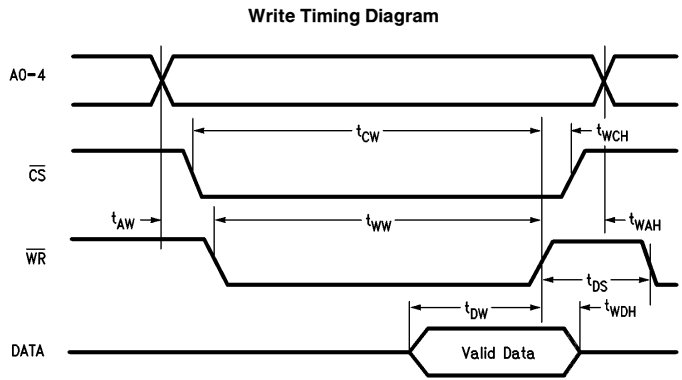 Write Timing Diagram
A0-4
tCW
tWCH
CS
tAW
tWW
tWAH
WR
tDS
tDW
tWDH
DATA
Valid Data